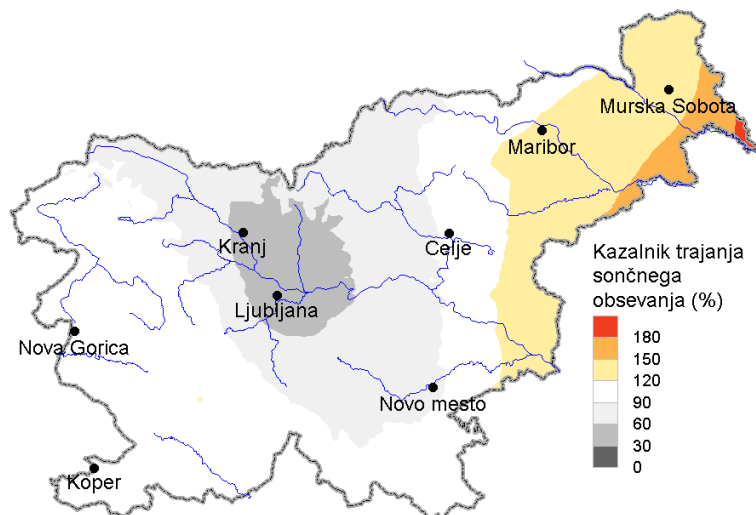 Murska Sobota
Maribor
Kranj
Celje
Ljubljana
Nova Gorica
Novo mesto
Koper
Kazalnik trajanja
sončnega
obsevanja (%)
180
150
120
90
60
30
0